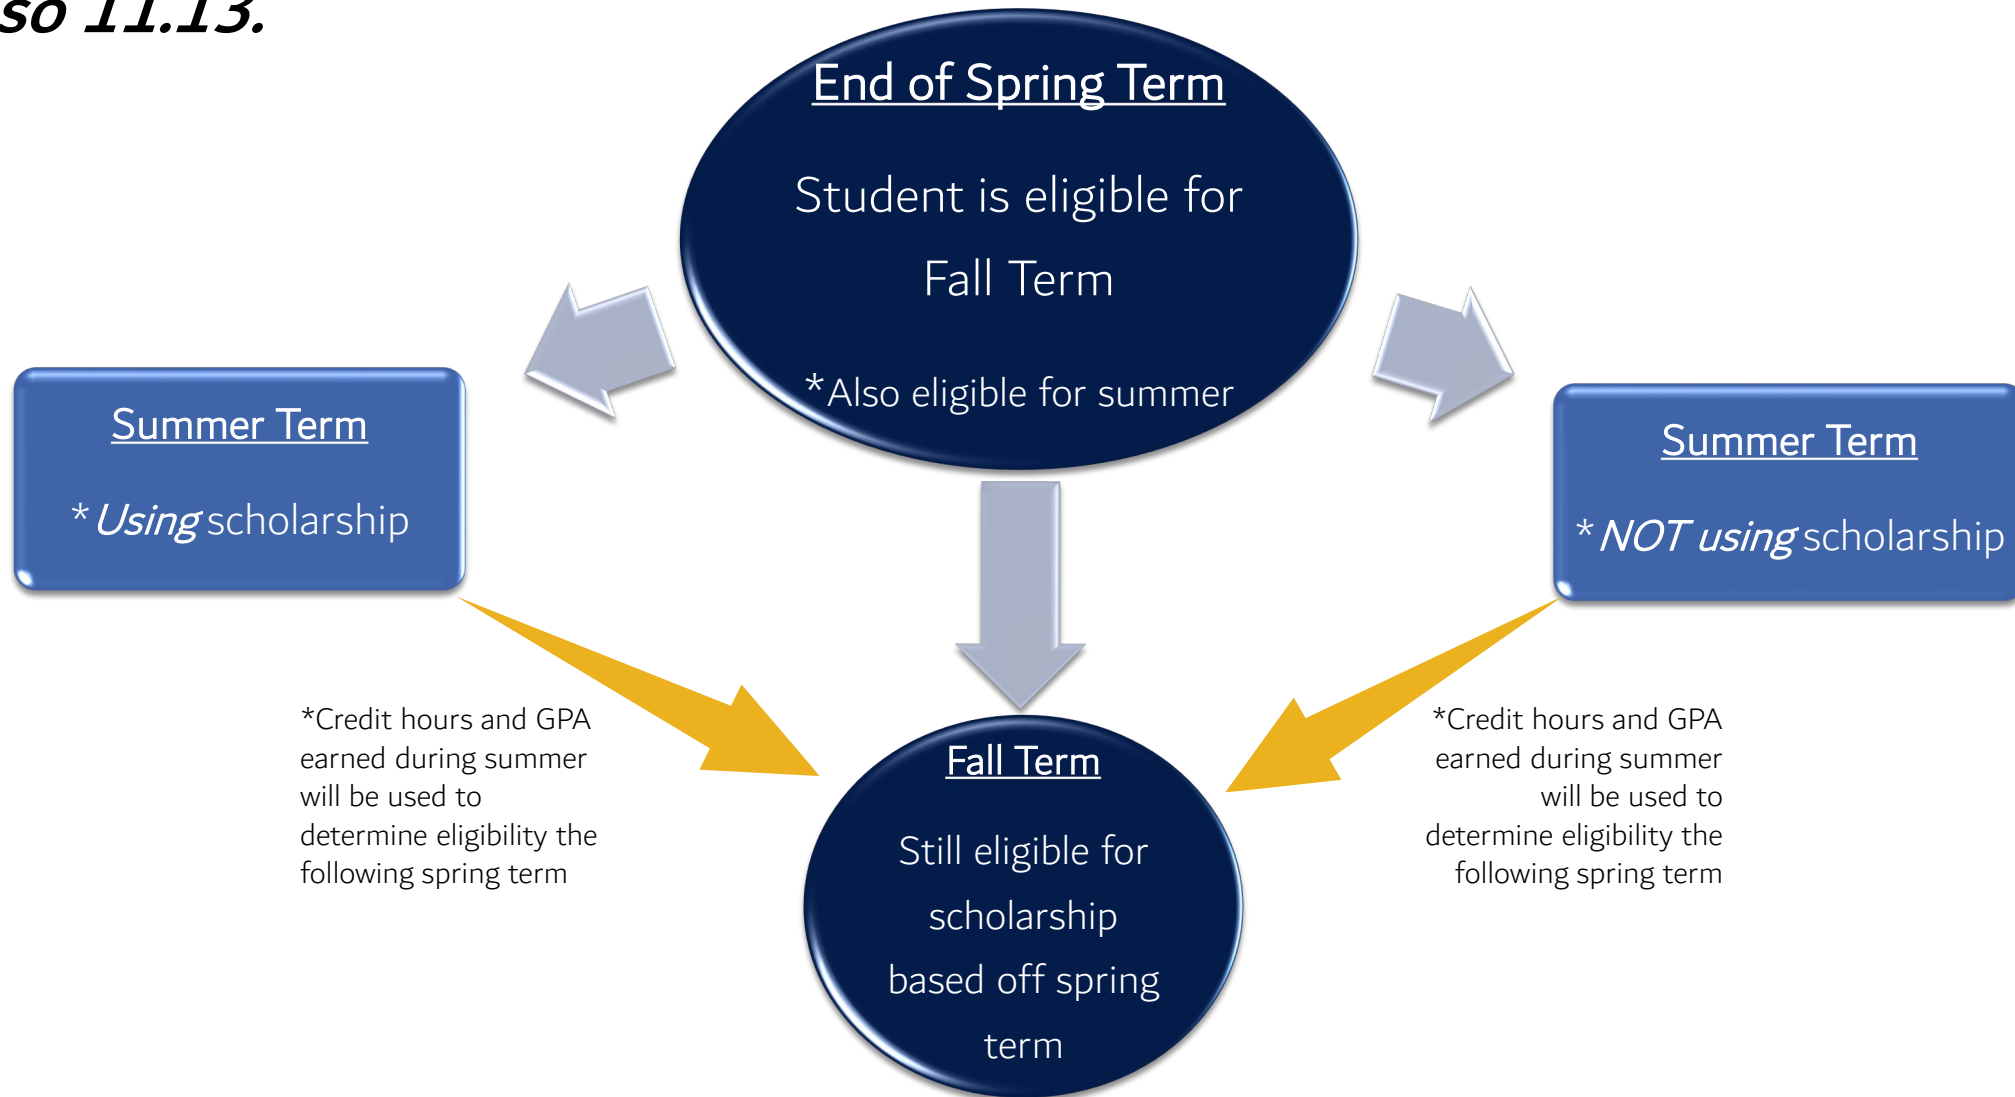 so 11.13.
End of Spring Term
Student is eligible for
Fall Term
*Also eligible for summer
Summer Term
*Using scholarship
Summer Term
*NOT using scholarship
*Credit hours and GPA
earned during summer
will be used to
determine eligibility the
following spring term
*Credit hours and GPA
earned during summer
will be used to
determine eligibility the
following spring term
Fall Term
Still eligible for
scholarship
based off spring
term